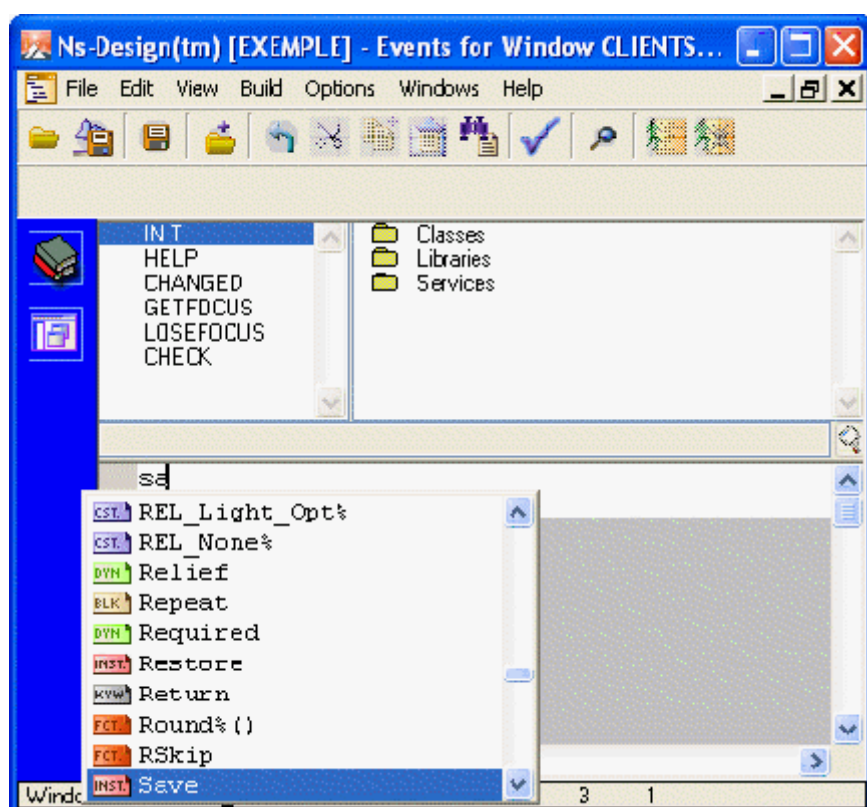 Ns-Design(tm) [EXEMPLE] - Events for Window CLIENTS...
File Edit View Build Options Windows Help
INIT
HELP
CHANGED
GETFOCUS
LOSEFOCUS
CHECK
Classes
Libraries
Services
sa
CST. REL_Light_Opt%
CST. REL_None%
DYN Relief
BLK Repeat
DYN Required
INST. Restore
KYW Return
FCT. Round%()
FCT. RSkip
INST. Save
Windo 3 1